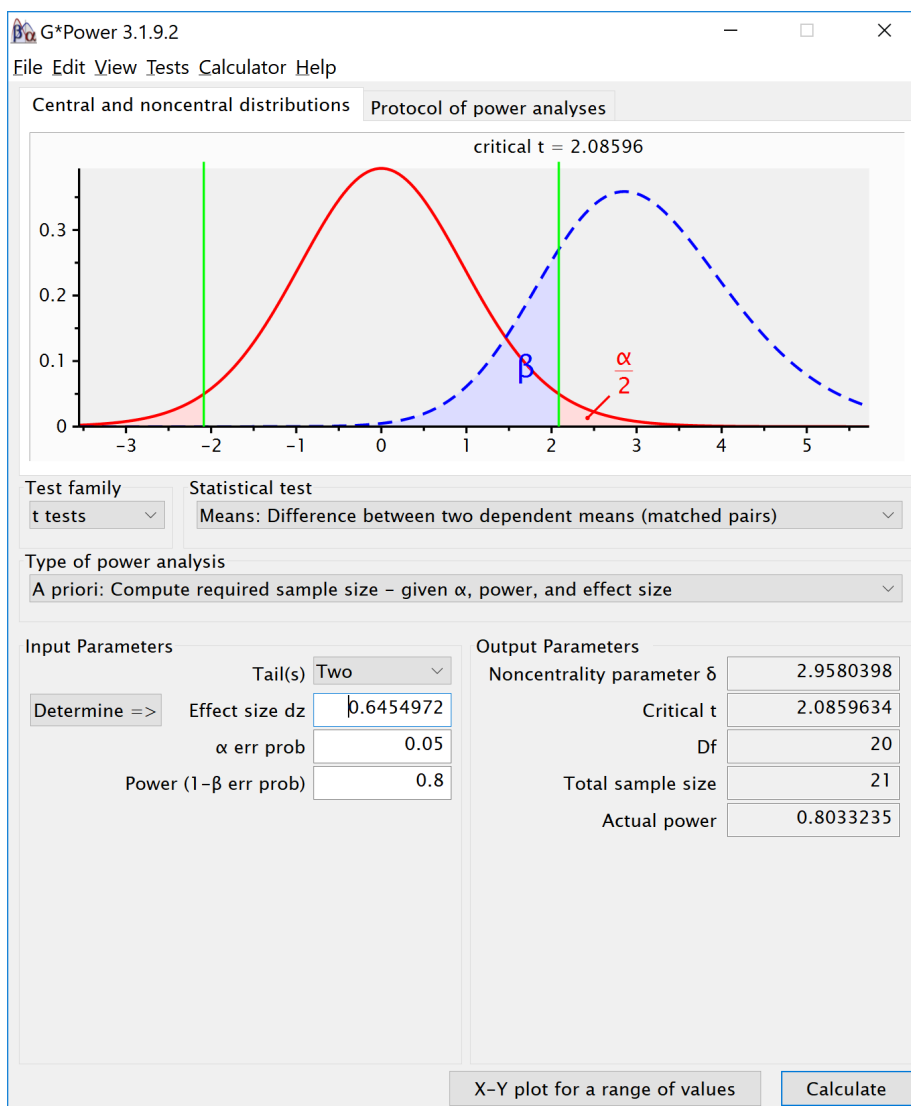 G*Power 3.1.9.2
File Edit View Tests Calculator Help
Central and noncentral distributions Protocol of power analyses
critical t = 2.08596
0.3
0.2
0.1
0
β
α
2
-3 -2 -1 0 1 2 3 4 5
Test family Statistical test
t tests Means: Difference between two dependent means (matched pairs)
Type of power analysis
A priori: Compute required sample size – given α, power, and effect size
Input Parameters
Tail(s) Two
Determine => Effect size dz 0.6454972
α err prob 0.05
Power (1-β err prob) 0.8
Output Parameters
Noncentrality parameter δ 2.9580398
Critical t 2.0859634
Df 20
Total sample size 21
Actual power 0.8033235
X-Y plot for a range of values Calculate